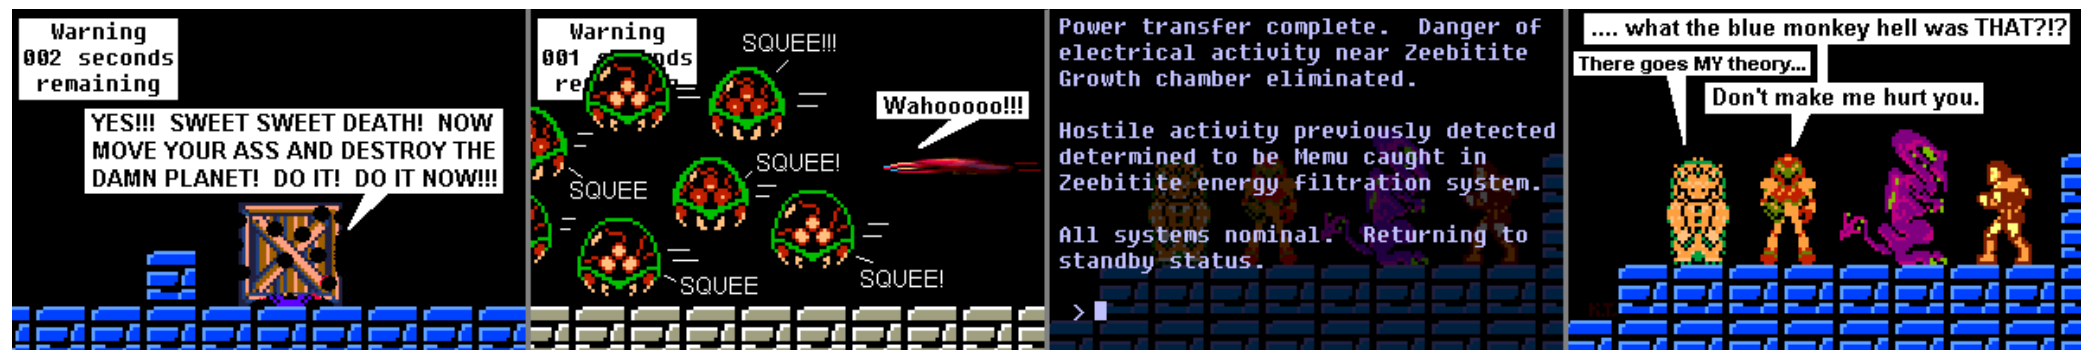 Warning
002 seconds
remaining
YES!!! SWEET SWEET DEATH! NOW
MOVE YOUR ASS AND DESTROY THE
DAMN PLANET! DO IT! DO IT NOW!!!
Warning
001
SQUEE!!!
Wahooooo!!!
SQUEE!
SQUEE
SQUEE!
SQUEE
Power transfer complete. Danger of
electrical activity near Zeebitite
Growth chamber eliminated.
Hostile activity previously detected
determined to be Memu caught in
Zeebitite energy filtration system.
All systems nominal. Returning to
standby status.
>
.... what the blue monkey hell was THAT?!?
There goes MY theory...
Don't make me hurt you.